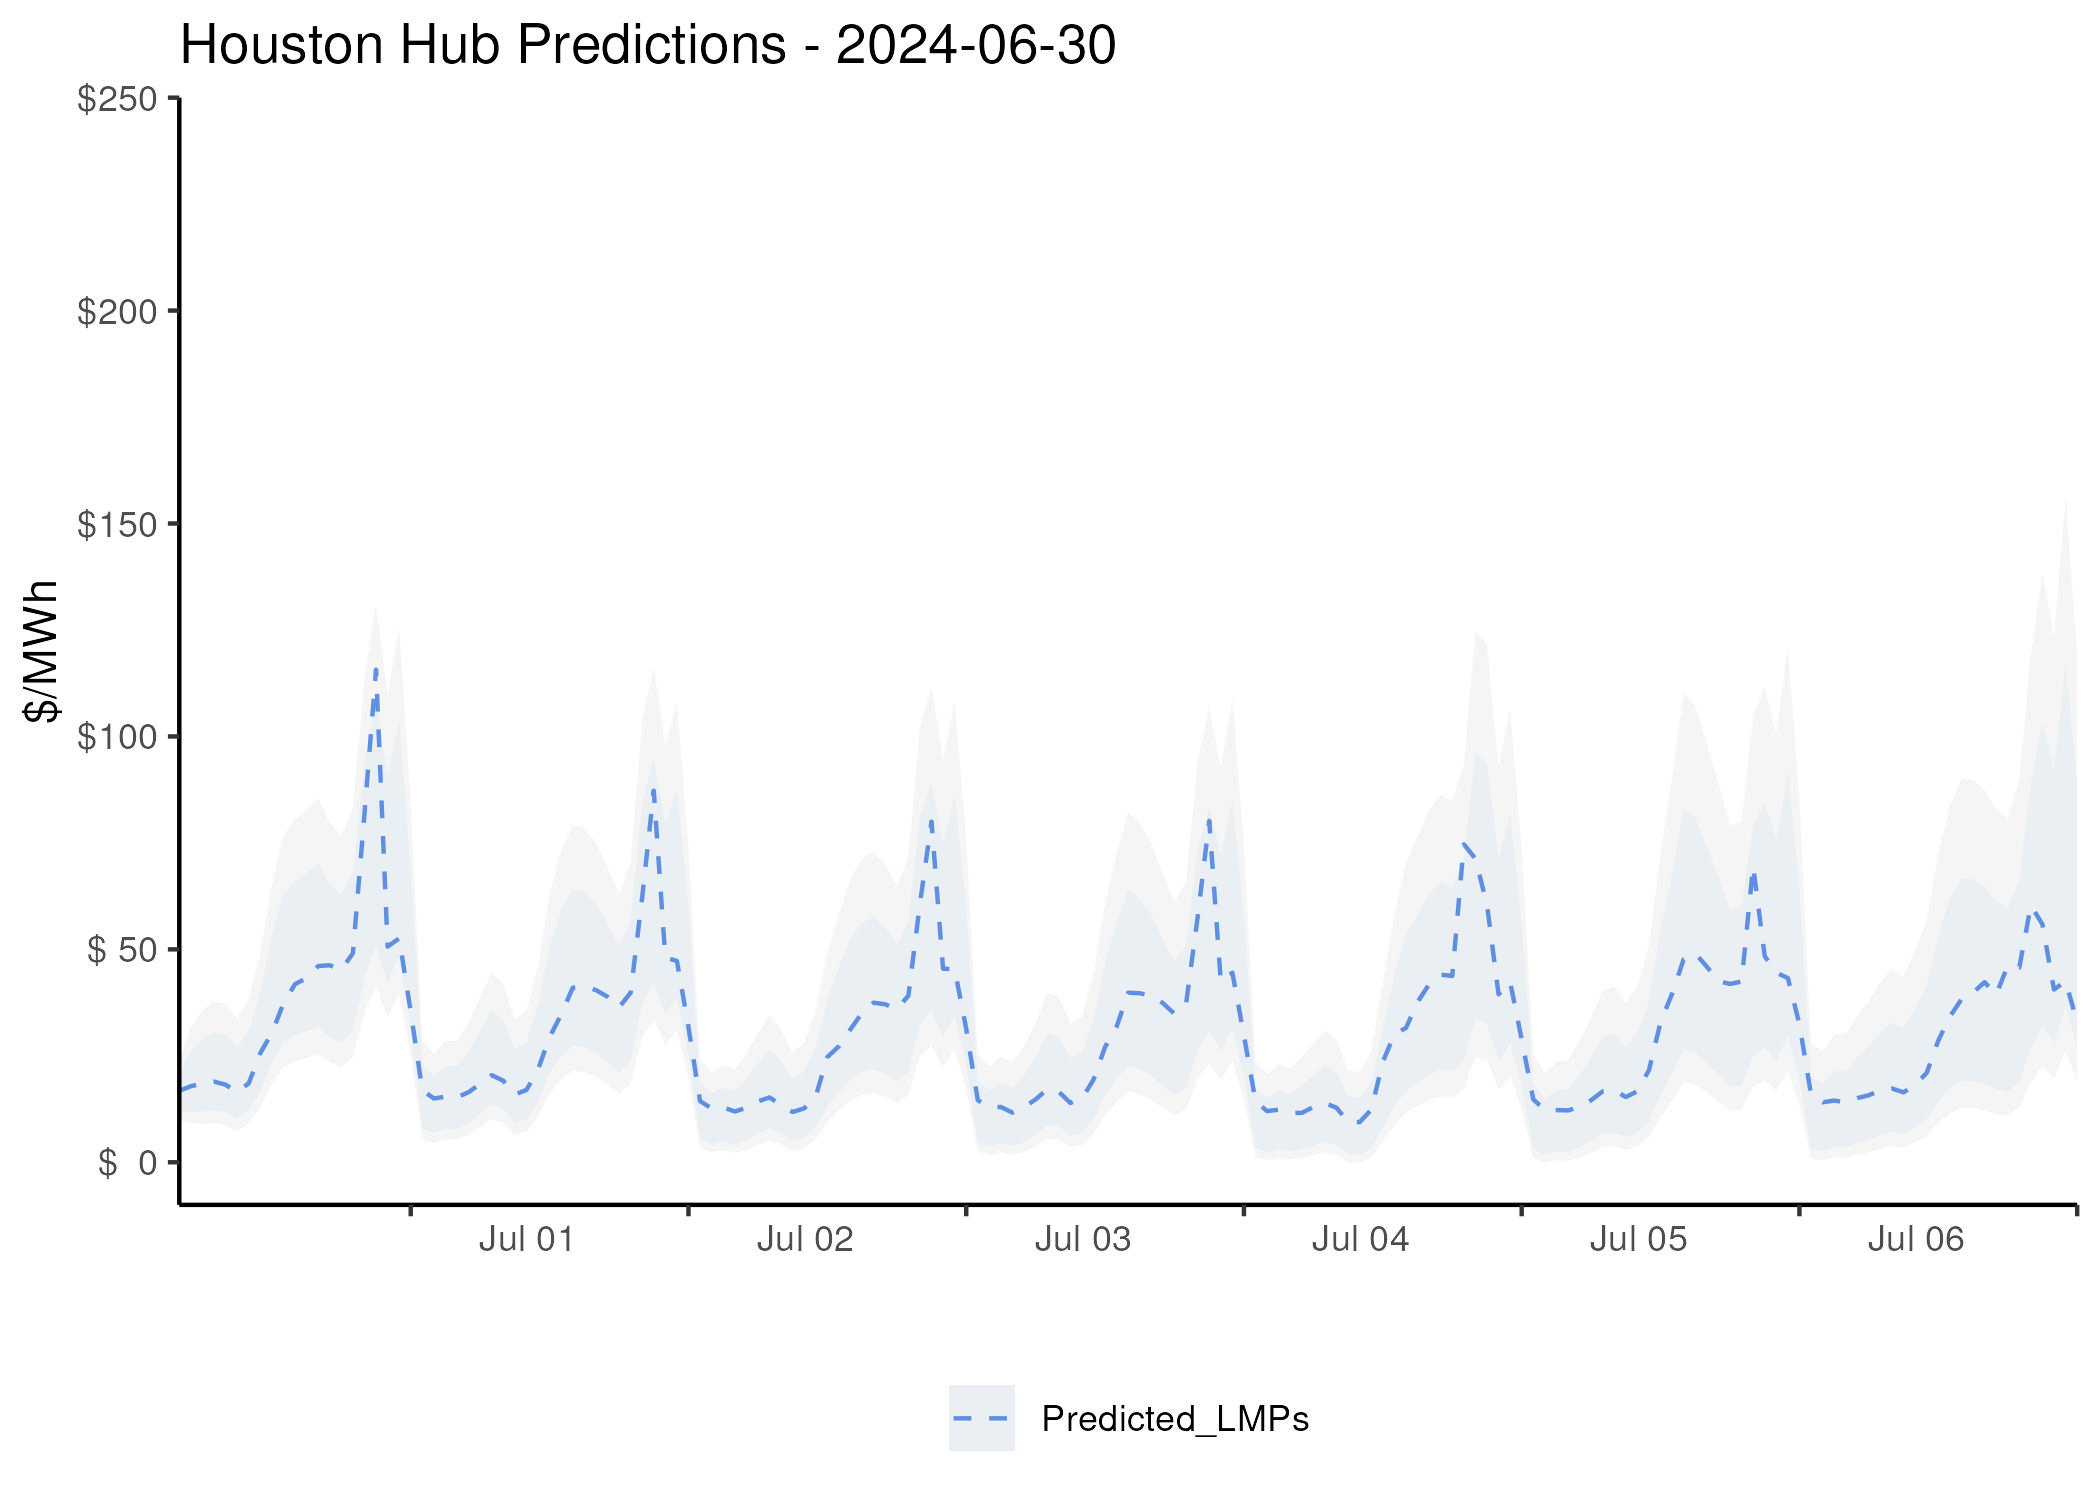 Houston Hub Predictions - 2024-06-30
$250
$200
$150
$100
$ 50
$  0
$/MWh
Jul 01
Jul 02
Jul 03
Jul 04
Jul 05
Jul 06
Predicted_LMPs